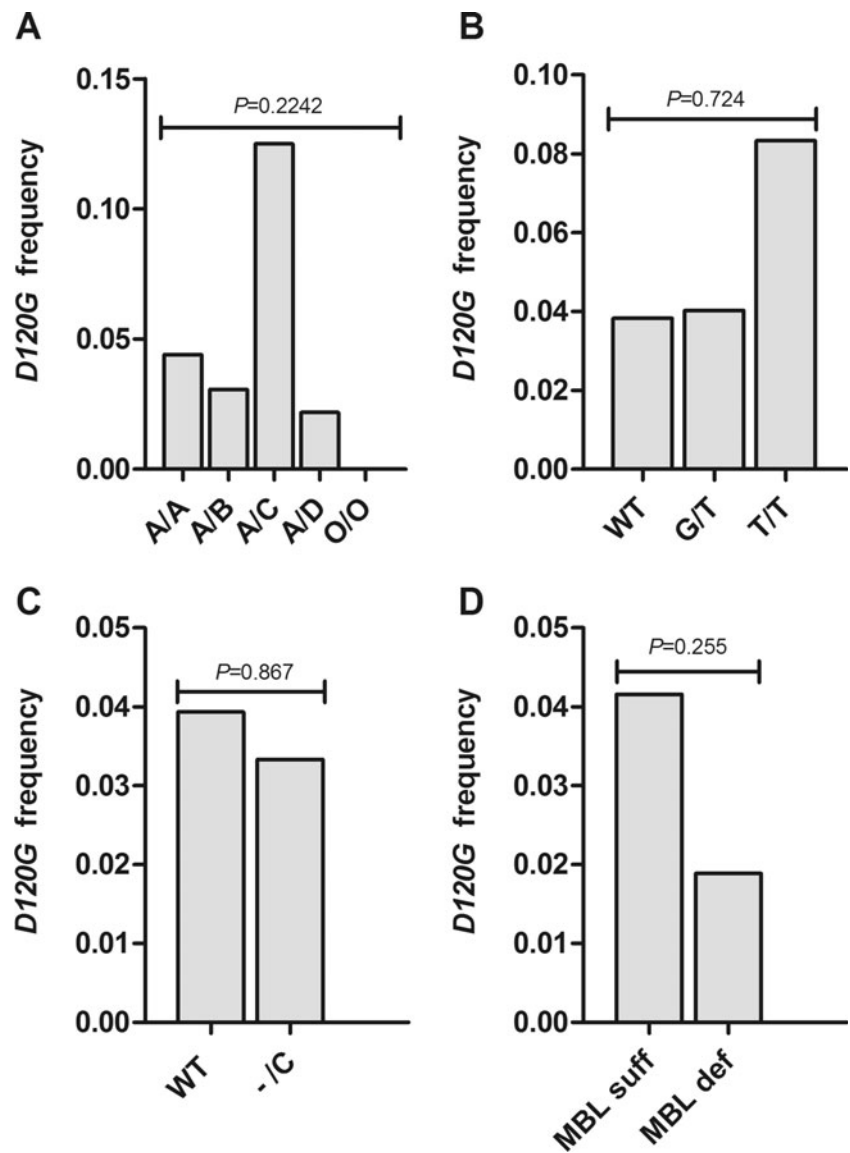 A
D120G frequency
0.15
0.10
0.05
0.00
P=0.2242
A/A
A/B
A/C
A/D
O/O
B
D120G frequency
0.10
0.08
0.06
0.04
0.02
0.00
P=0.724
WT
G/T
T/T
C
D120G frequency
0.05
0.04
0.03
0.02
0.01
0.00
P=0.867
WT
- /C
D
D120G frequency
0.05
0.04
0.03
0.02
0.01
0.00
P=0.255
MBL suff
MBL def